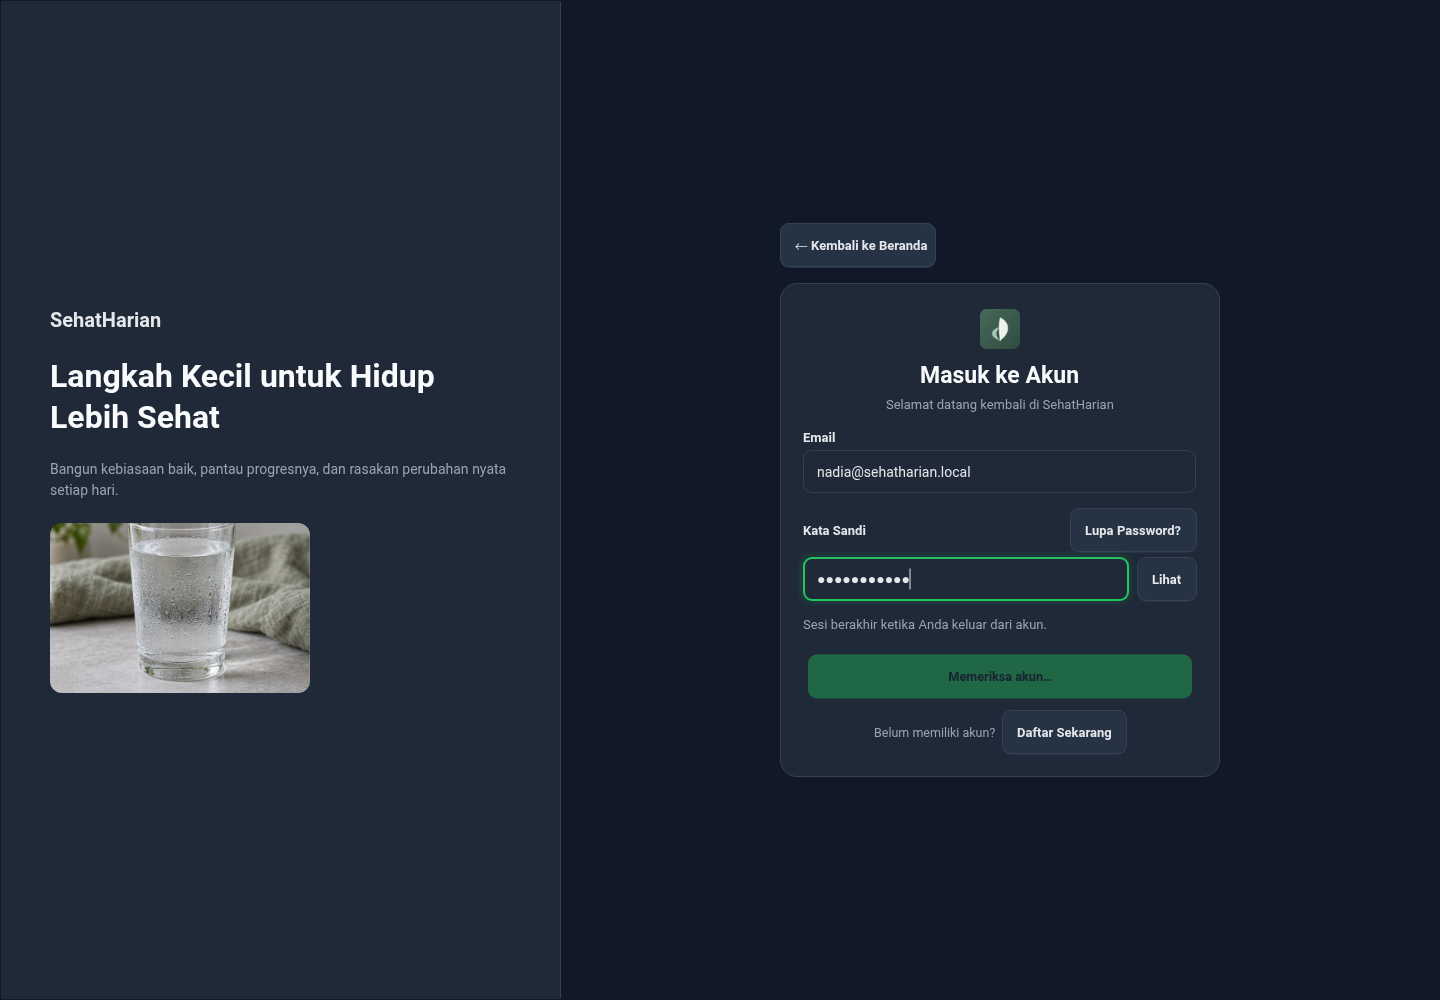 SehatHarian
Langkah Kecil untuk Hidup
Lebih Sehat
Bangun kebiasaan baik, pantau progresnya, dan rasakan perubahan nyata
setiap hari.
← Kembali ke Beranda
Masuk ke Akun
Selamat datang kembali di SehatHarian
Email
nadia@sehatharian.local
Kata Sandi
Lupa Password?
●●●●●●●●●●●
Lihat
Sesi berakhir ketika Anda keluar dari akun.
Memeriksa akun…
Belum memiliki akun? Daftar Sekarang